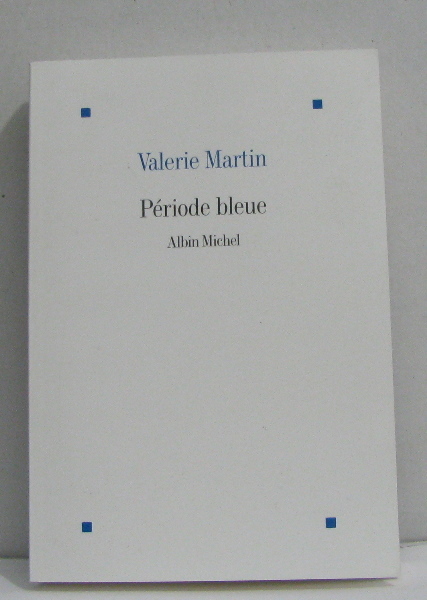 Valerie Martin
Période bleue
Albin Michel